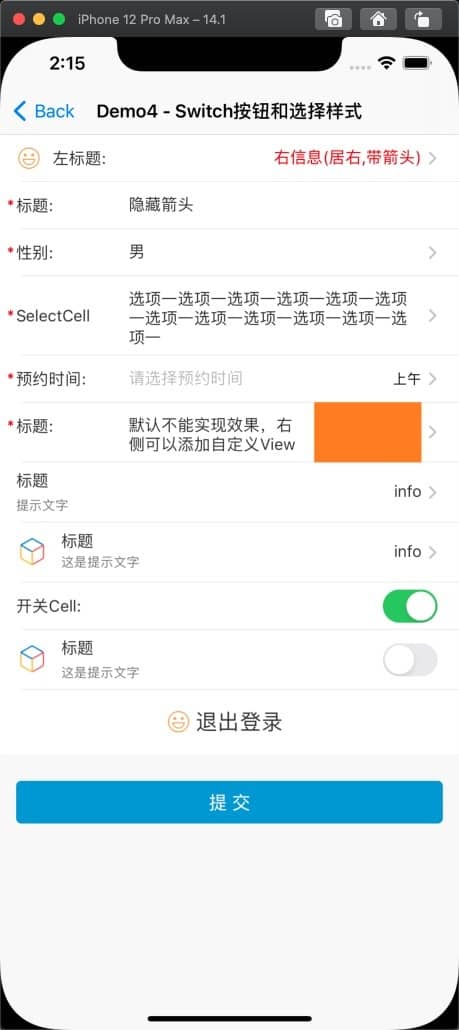 iPhone 12 Pro Max – 14.1
2:15
Back Demo4 - Switch按钮和选择样式
左标题: 右信息(居右,带箭头)
*标题: 隐藏箭头
*性别: 男
*SelectCell
选项一选项一选项一选项一选项一选项
一选项一选项一选项一选项一选项一选
项一
*预约时间: 请选择预约时间 上午
*标题:
默认不能实现效果，右
侧可以添加自定义View
标题
提示文字
info
标题
这是提示文字
info
开关Cell:
标题
这是提示文字
退出登录
提 交